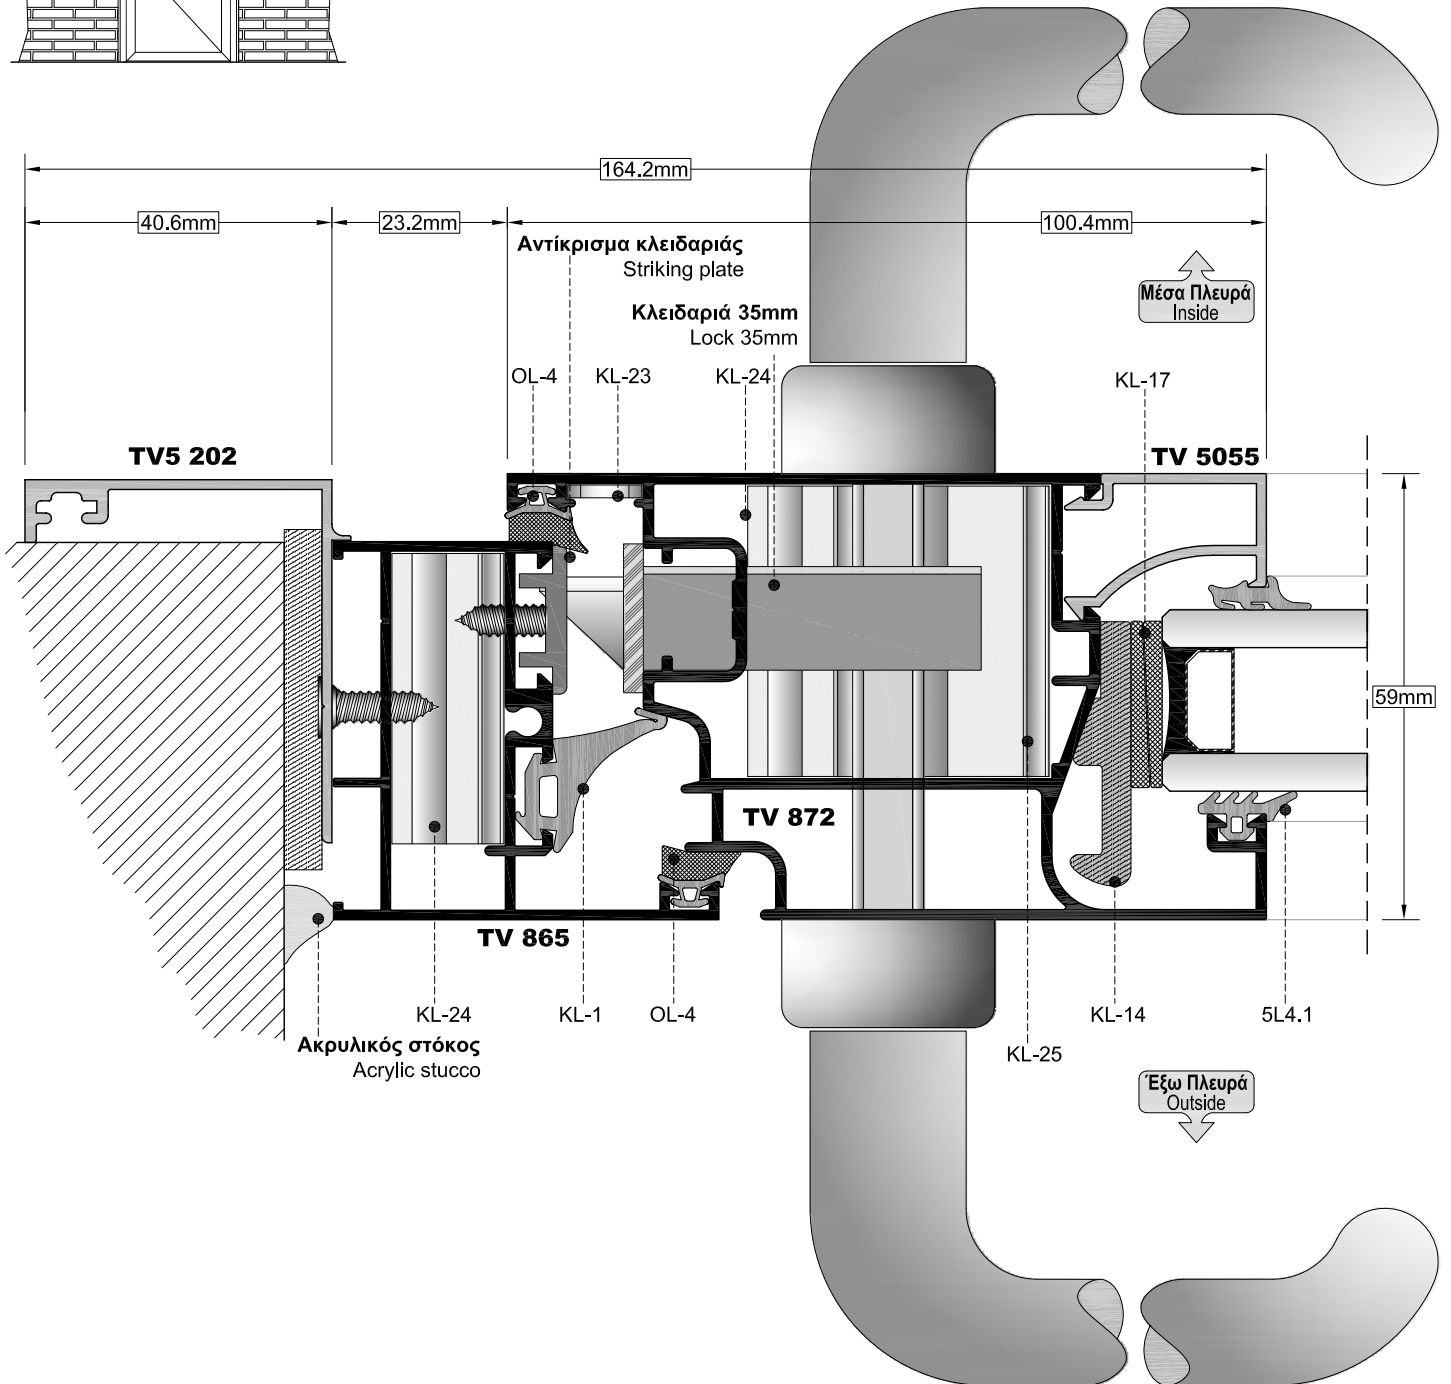 164.2mm
40.6mm
23.2mm
100.4mm
Αντίκρισμα κλειδαριάς
Striking plate
Κλειδαριά 35mm
Lock 35mm
Μέσα Πλευρά
Inside
OL-4
KL-23
KL-24
KL-17
TV5 202
TV 5055
59mm
TV 872
TV 865
KL-24
KL-1
OL-4
KL-14
5L4.1
Ακρυλικός στόκος
Acrylic stucco
KL-25
Έξω Πλευρά
Outside